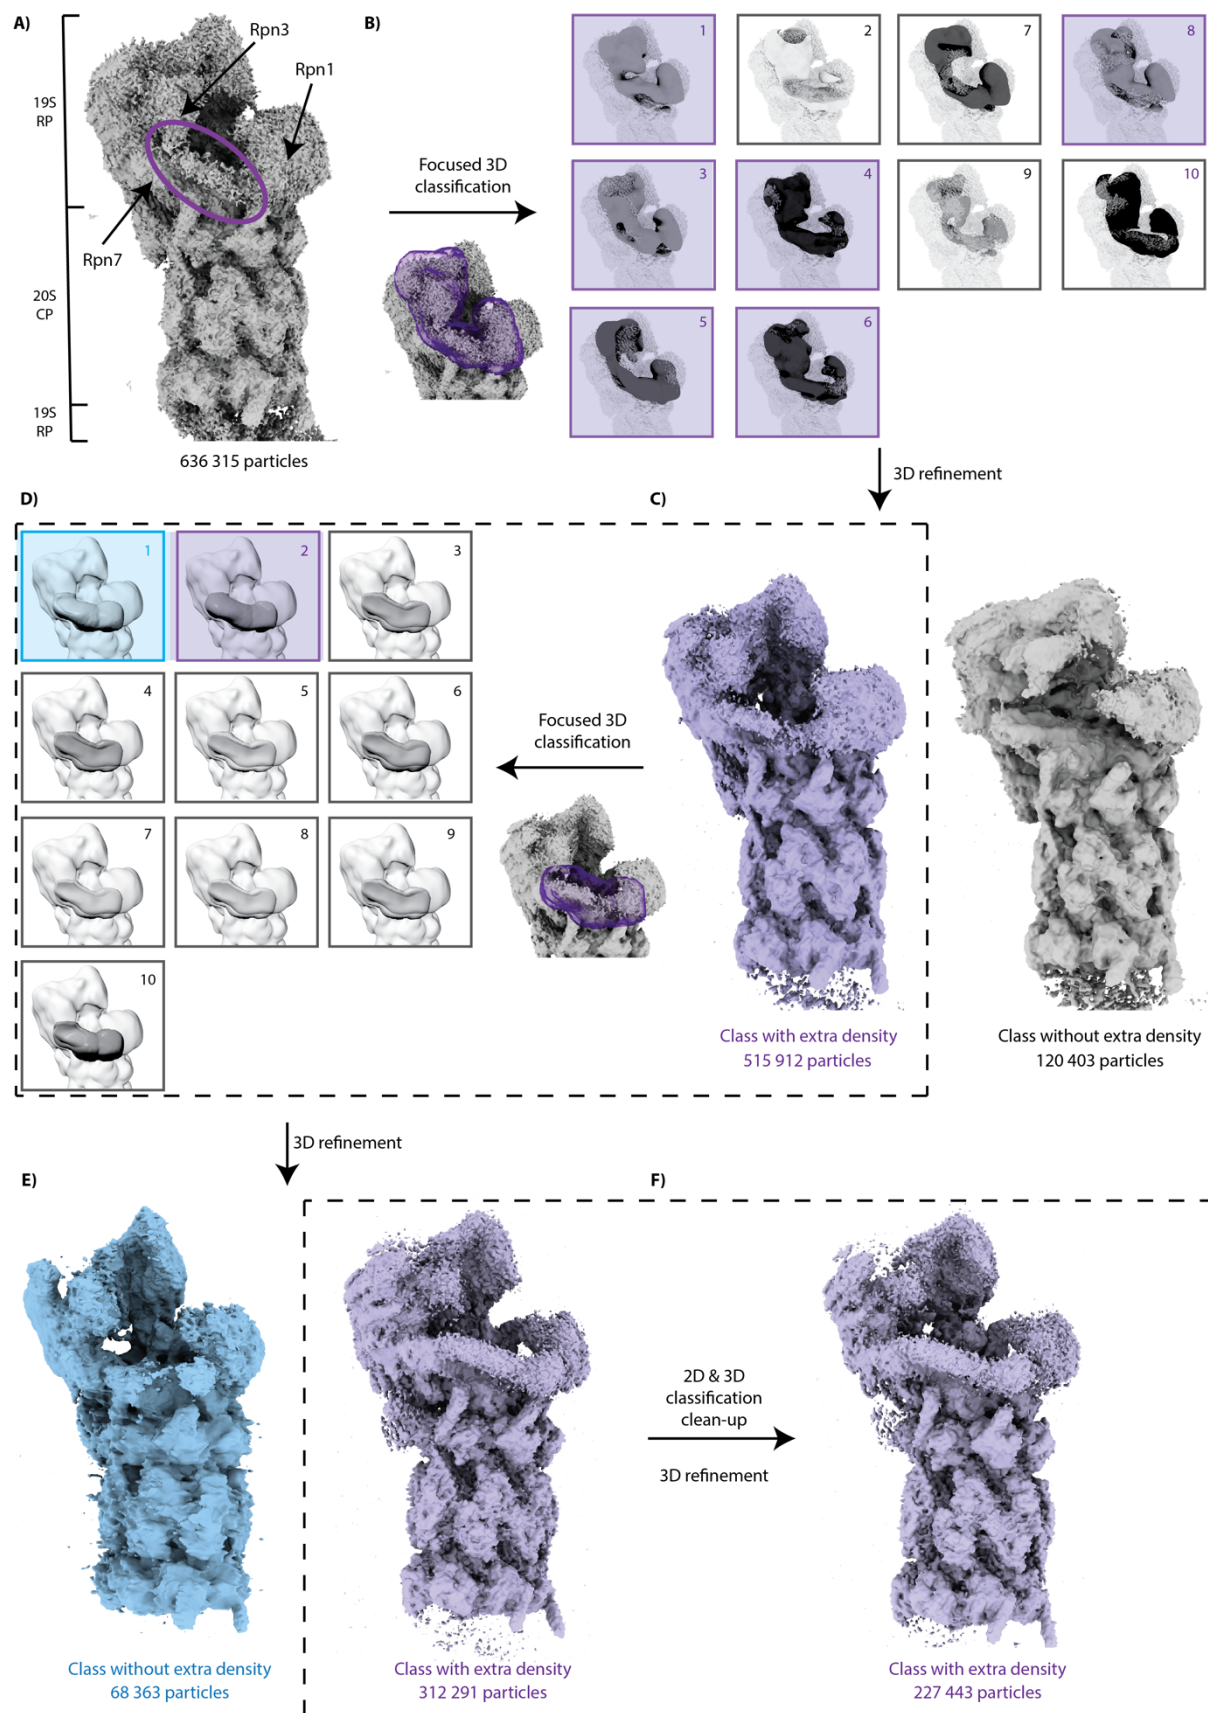 A)
Rpn3
Rpn1
19S
RP
Rpn7
20S
CP
19S
RP
636 315 particles
B)
Focused 3D
classification
1
2
7
8
3
4
9
10
5
6
3D refinement
C)
Class with extra density
515 912 particles
Class without extra density
120 403 particles
Focused 3D
classification
D)
1
2
3
4
5
6
7
8
9
10
3D refinement
E)
Class without extra density
68 363 particles
Class with extra density
312 291 particles
F)
2D & 3D
classification
clean-up
3D refinement
Class with extra density
227 443 particles